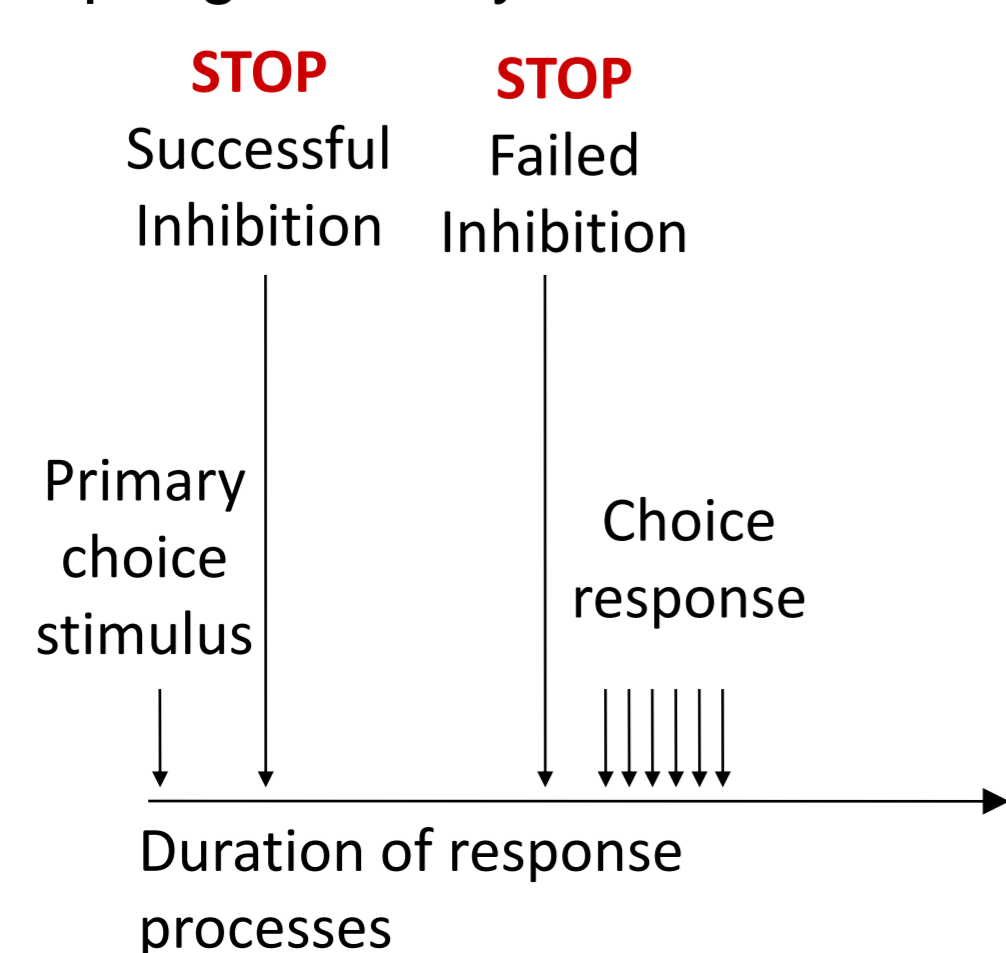 STOP
Successful
Inhibition
STOP
Failed
Inhibition
Primary
choice
stimulus
Choice
response
Duration of response
processes